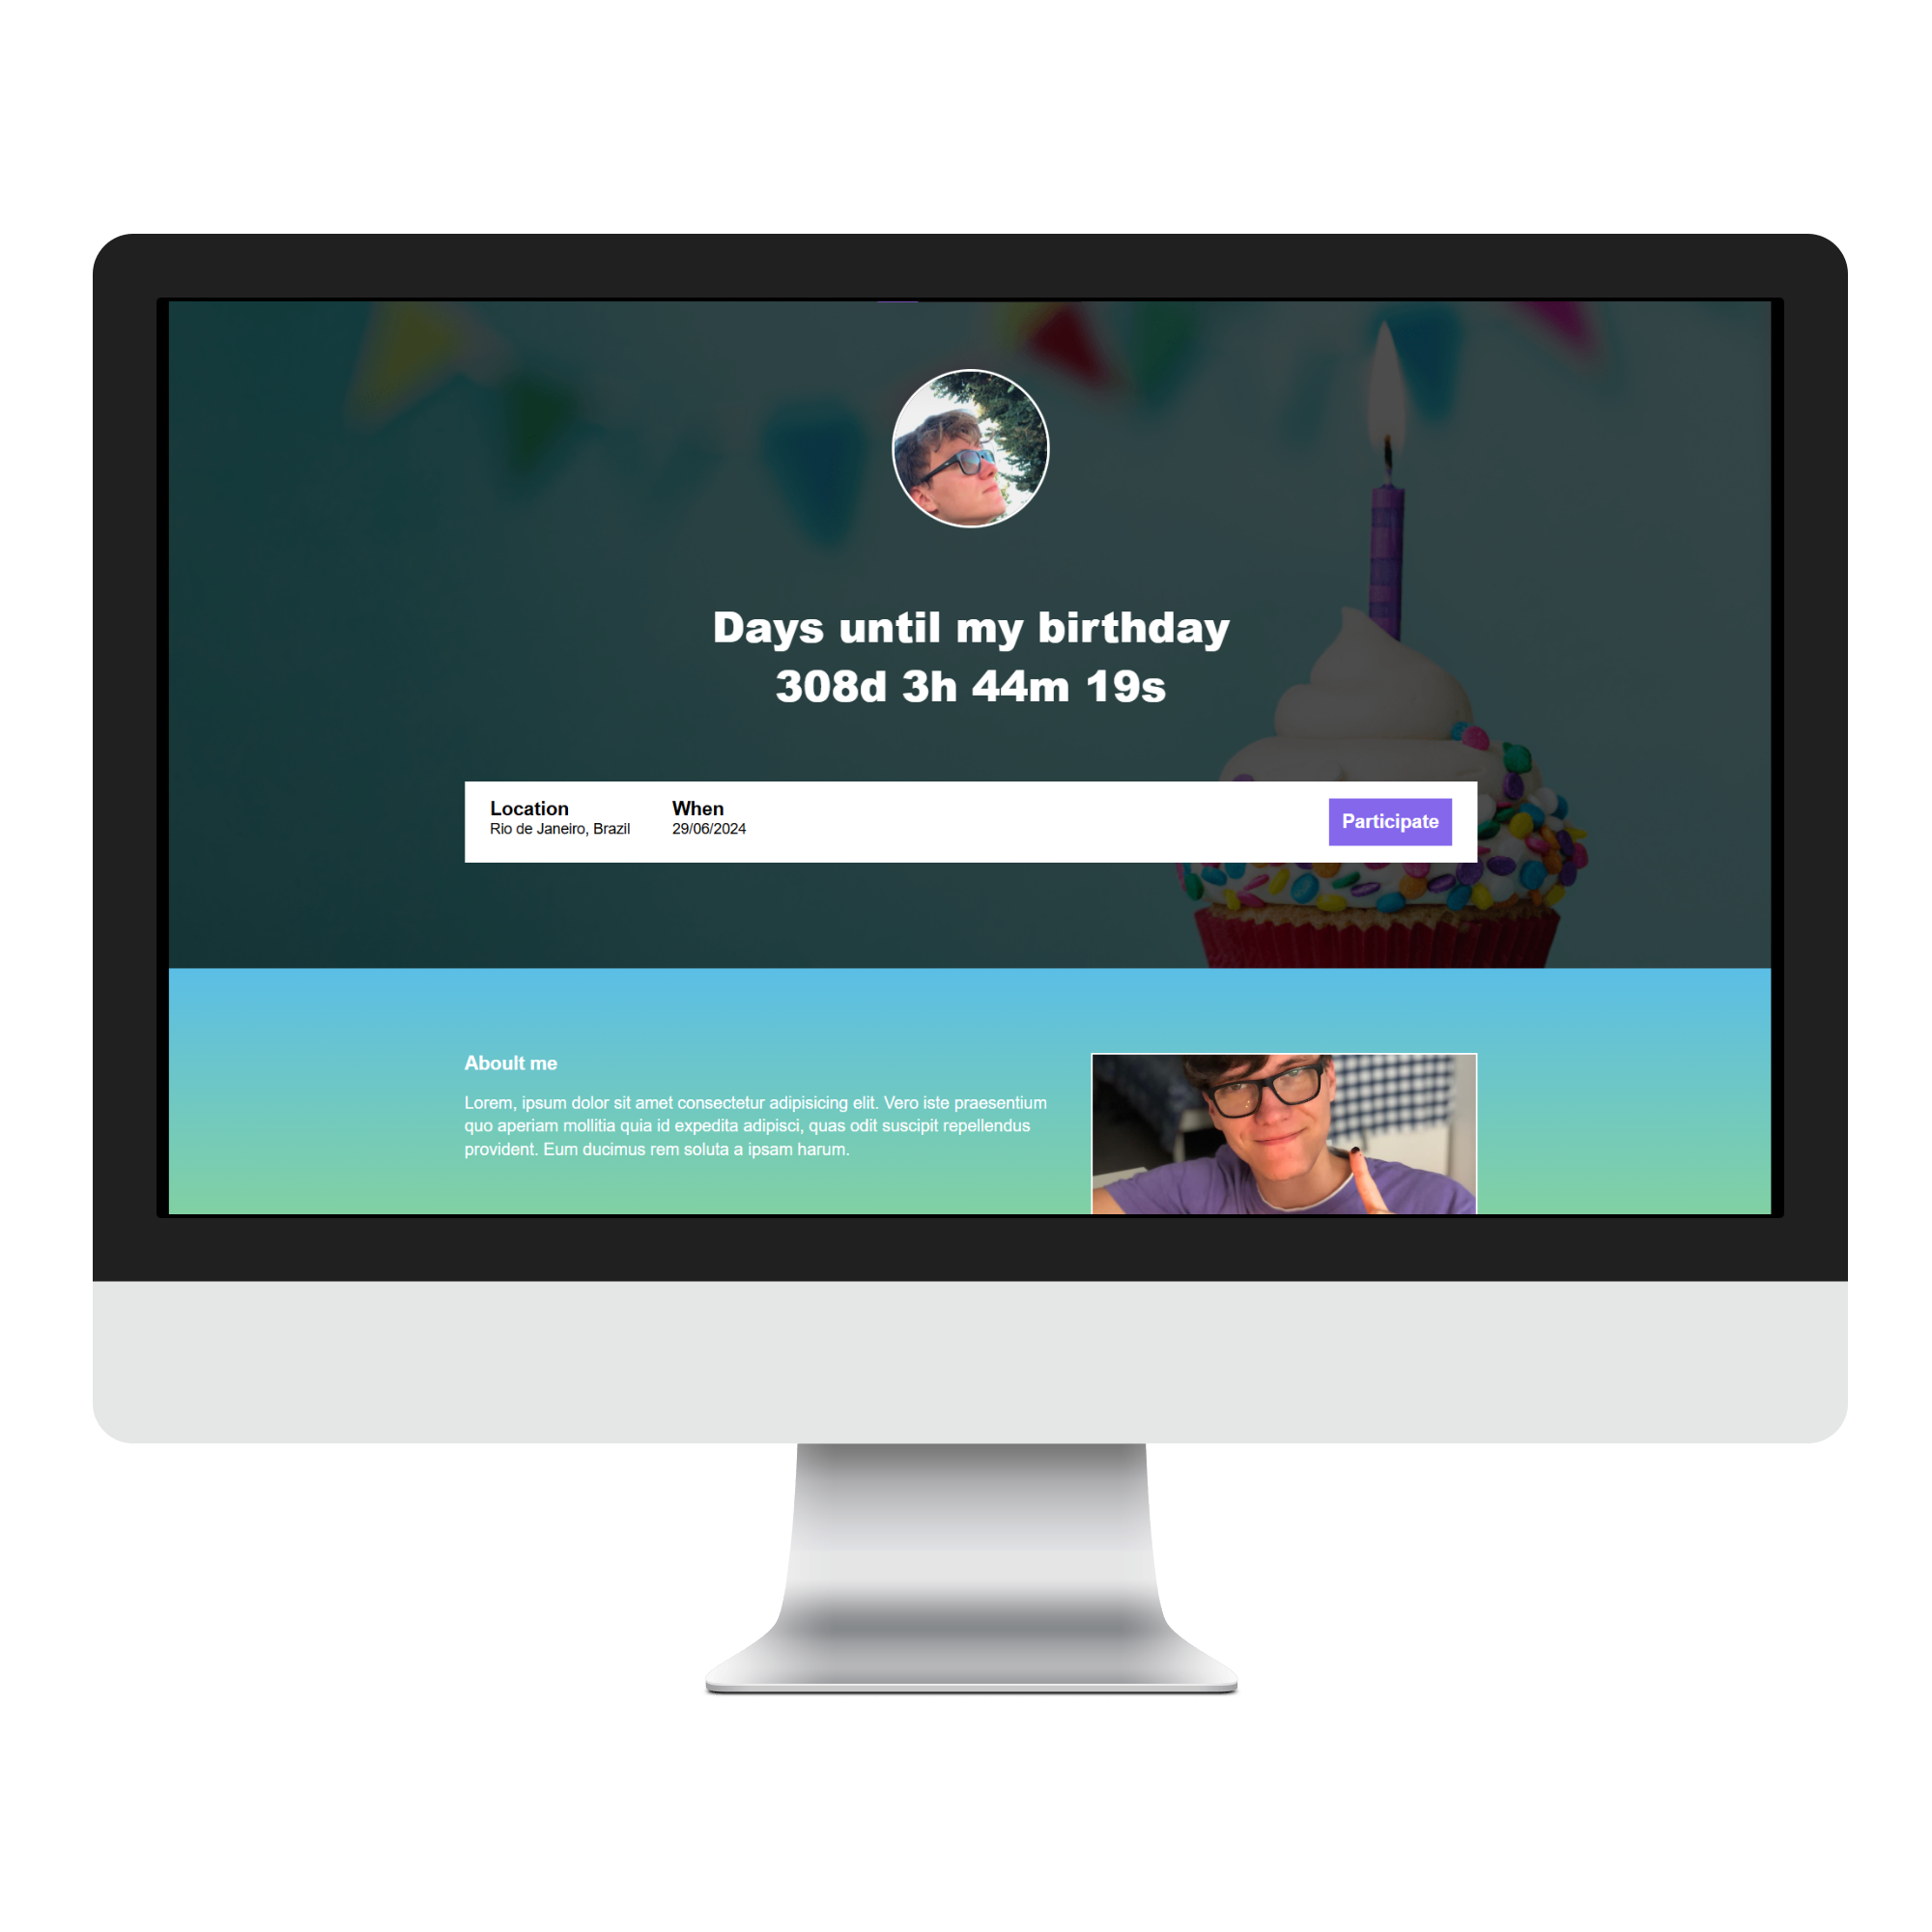 Days until my birthday
308d 3h 44m 19s
Location
Rio de Janeiro, Brazil
When
29/06/2024
Participate
Aboult me
Lorem, ipsum dolor sit amet consectetur adipisicing elit. Vero iste praesentium
quo aperiam mollitia quia id expedita adipisci, quas odit suscipit repellendus
provident. Eum ducimus rem soluta a ipsam harum.